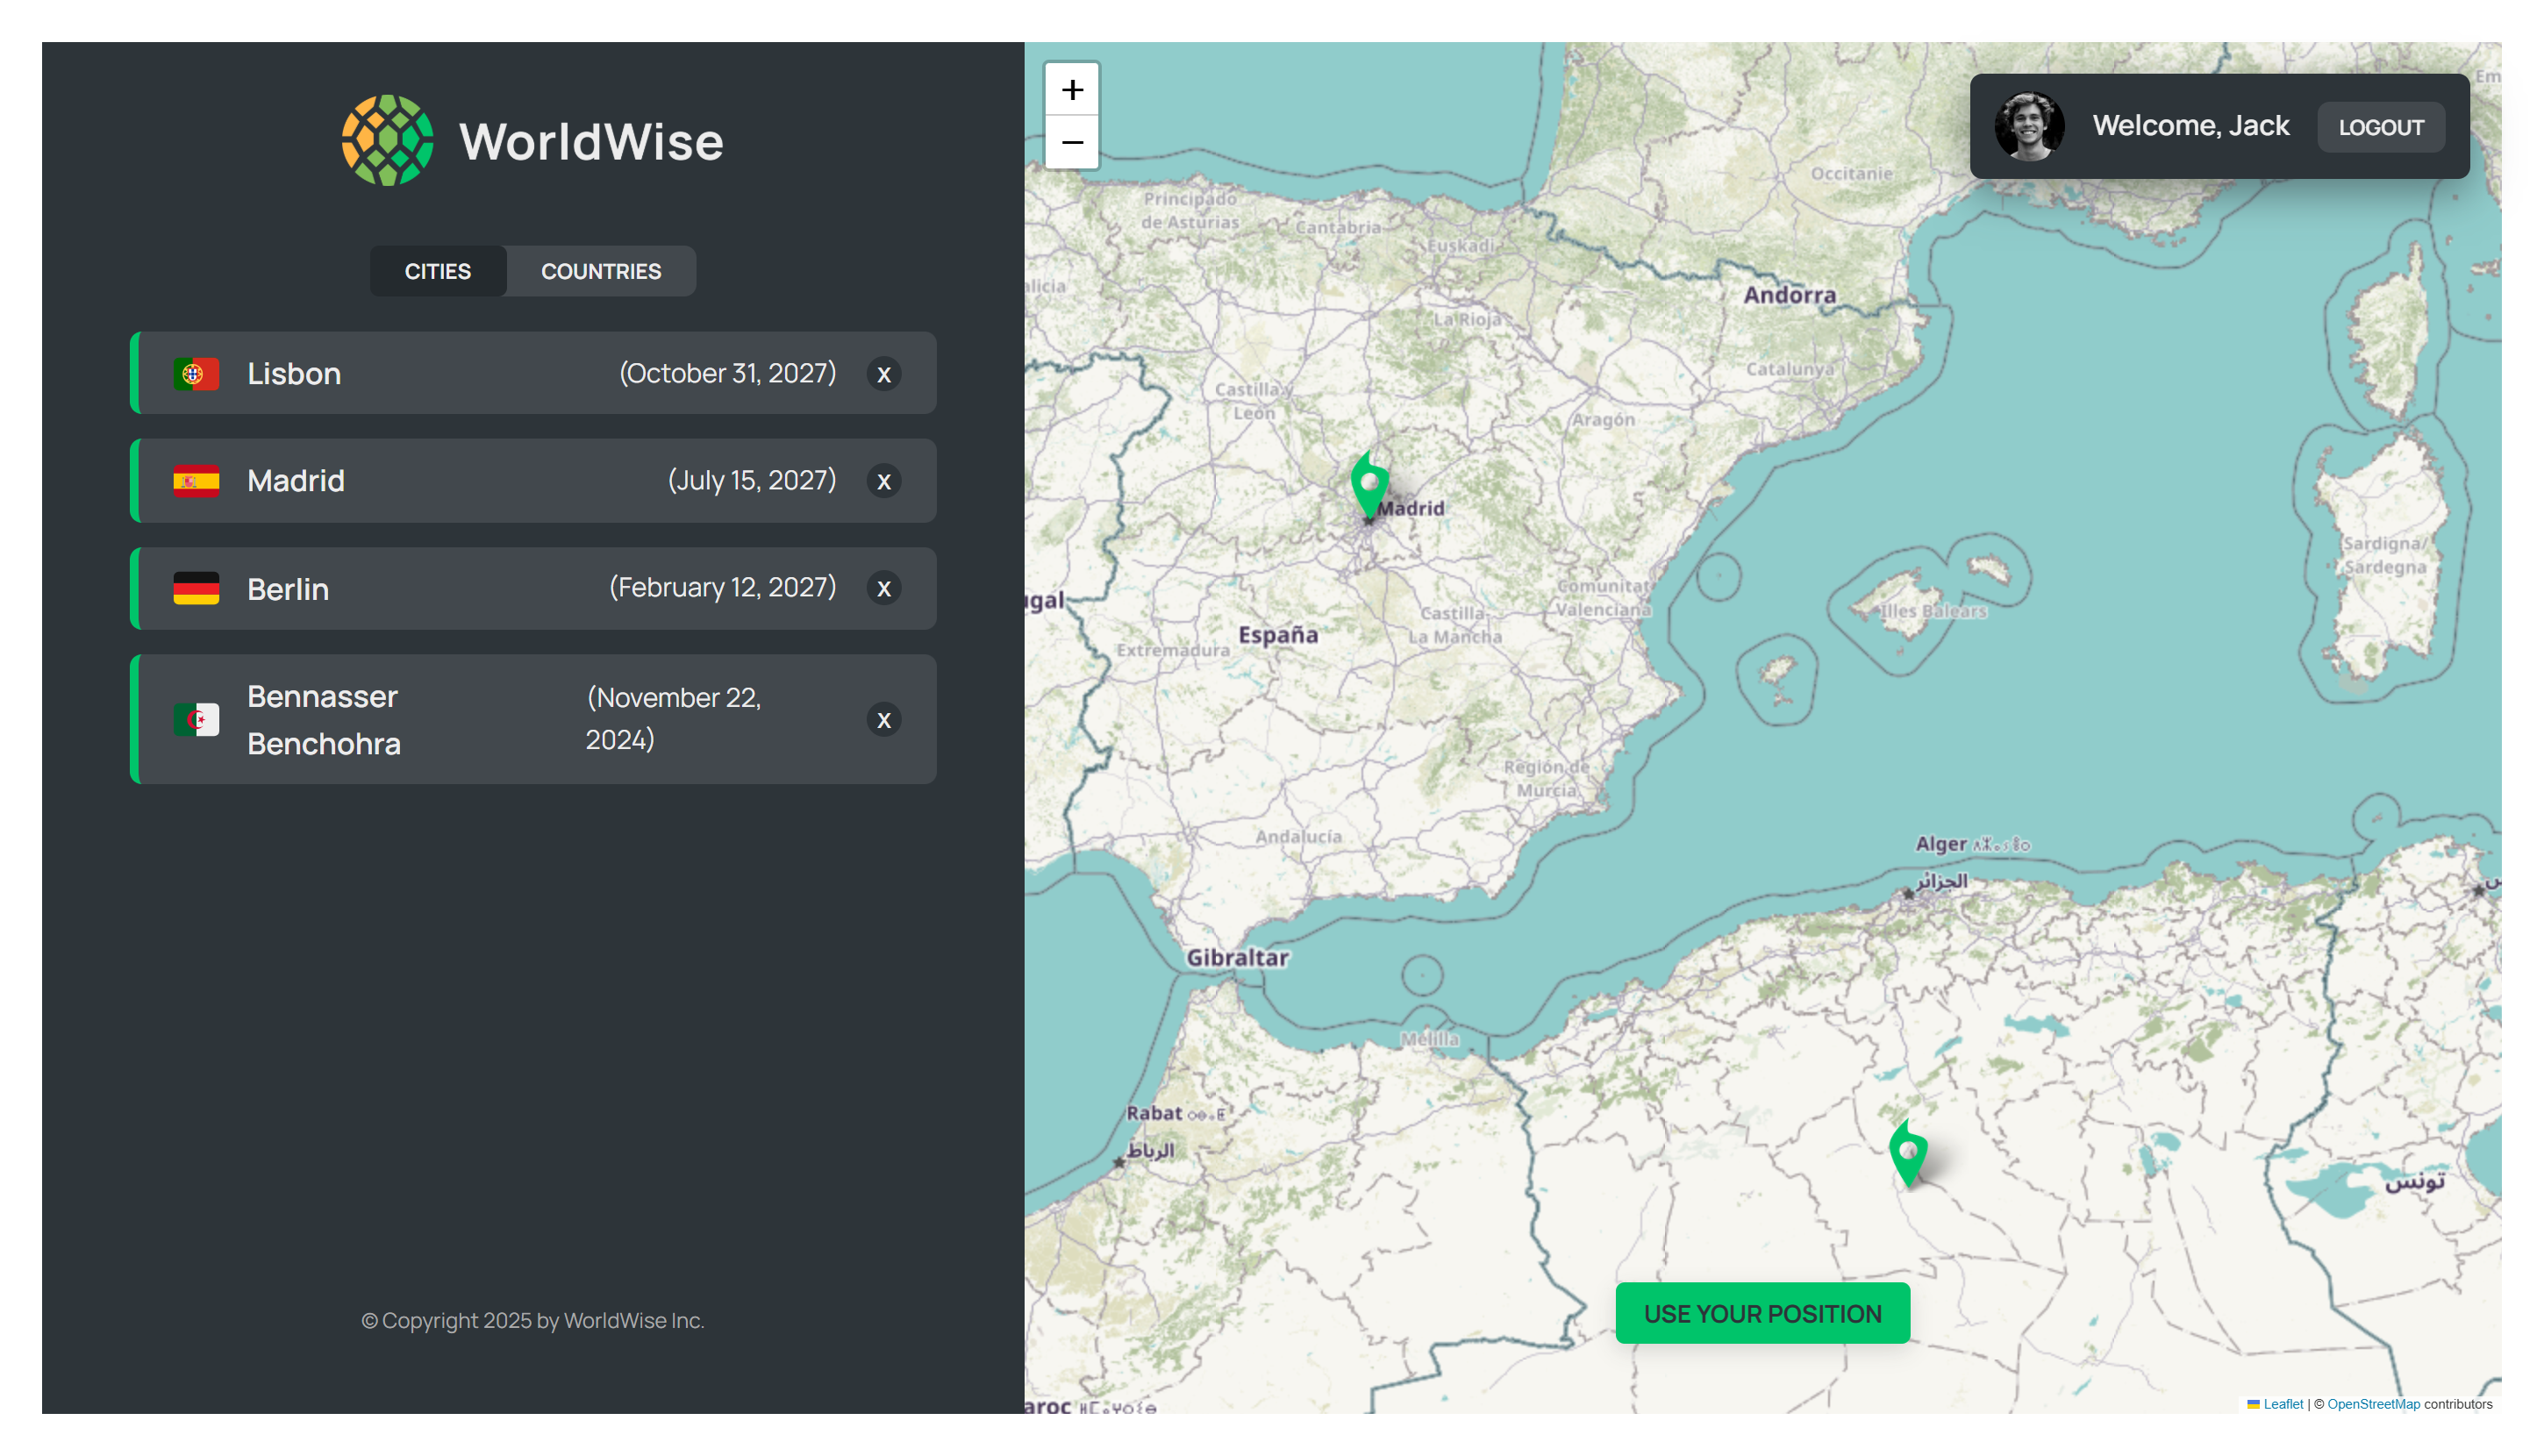 WorldWise
CITIES
COUNTRIES
Lisbon
(October 31, 2027)
x
Madrid
(July 15, 2027)
x
Berlin
(February 12, 2027)
x
Bennasser
Benchohra
(November 22,
2024)
x
© Copyright 2025 by WorldWise Inc.
+
−
Welcome, Jack
LOGOUT
Em
Occitanie
Principado
de Asturias
Cantabria
Euskadi
alicia
Andorra
La Rioja
Catalunya
Castilla y
León
Aragón
Madrid
Sardigna/
Sardegna
Comunitat
Valenciana
ugal
Castilla-
La Mancha
Illes Balears
España
Extremadura
Región de
Murcia
Andalucía
Alger
الجزائر
Gibraltar
Melilla
Rabat
الرباط
تونس
USE YOUR POSITION
aroc
Leaflet | © OpenStreetMap contributors